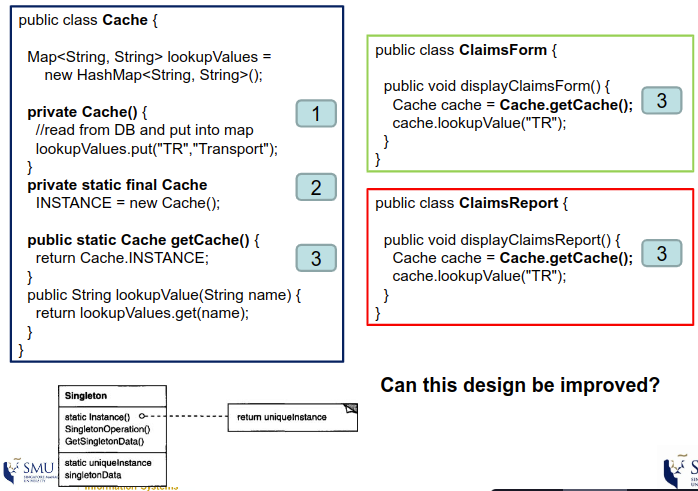 public class Cache {
Map<String, String> lookupValues =
new HashMap<String, String>();
private Cache() {
//read from DB and put into map
lookupValues.put("TR","Transport");
}
private static final Cache
INSTANCE = new Cache();
public static Cache getCache() {
return Cache.INSTANCE;
}
public String lookupValue(String name) {
return lookupValues.get(name);
}
}
1
2
3
public class ClaimsForm {
public void displayClaimsForm() {
Cache cache = Cache.getCache();
cache.lookupValue("TR");
}
}
3
public class ClaimsReport {
public void displayClaimsReport() {
Cache cache = Cache.getCache();
cache.lookupValue("TR");
}
}
3
Can this design be improved?
Singleton
static Instance()
SingletonOperation()
GetSingletonData()
static uniqueInstance
singletonData
return uniqueInstance
SMU
UNIVERSITY
Information Systems
S